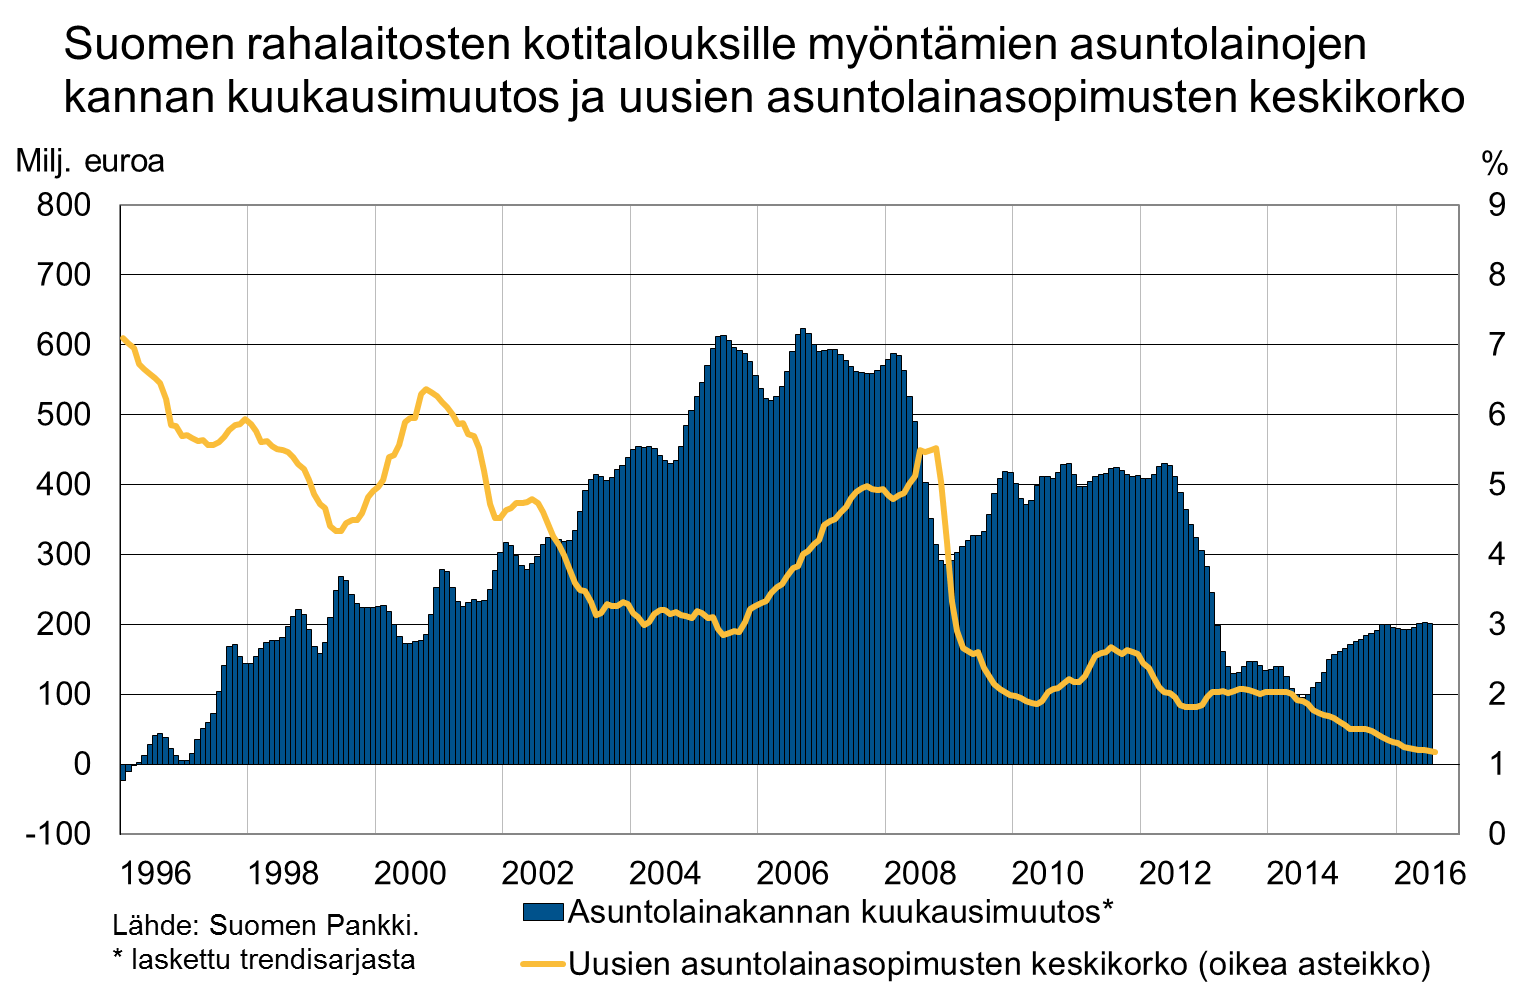 Suomen rahalaitosten kotitalouksille myöntämien asuntolainojen
kannan kuukausimuutos ja uusien asuntolainasopimusten keskikorko
Milj. euroa %
800 9
700 8
600 7
500 6
400 5
300 4
200 3
100 2
0 1
-100 0
1996 1998 2000 2002 2004 2006 2008 2010 2012 2014 2016
Lähde: Suomen Pankki.
* laskettu trendisarjasta
Asuntolainakannan kuukausimuutos*
Uusien asuntolainasopimusten keskikorko (oikea asteikko)